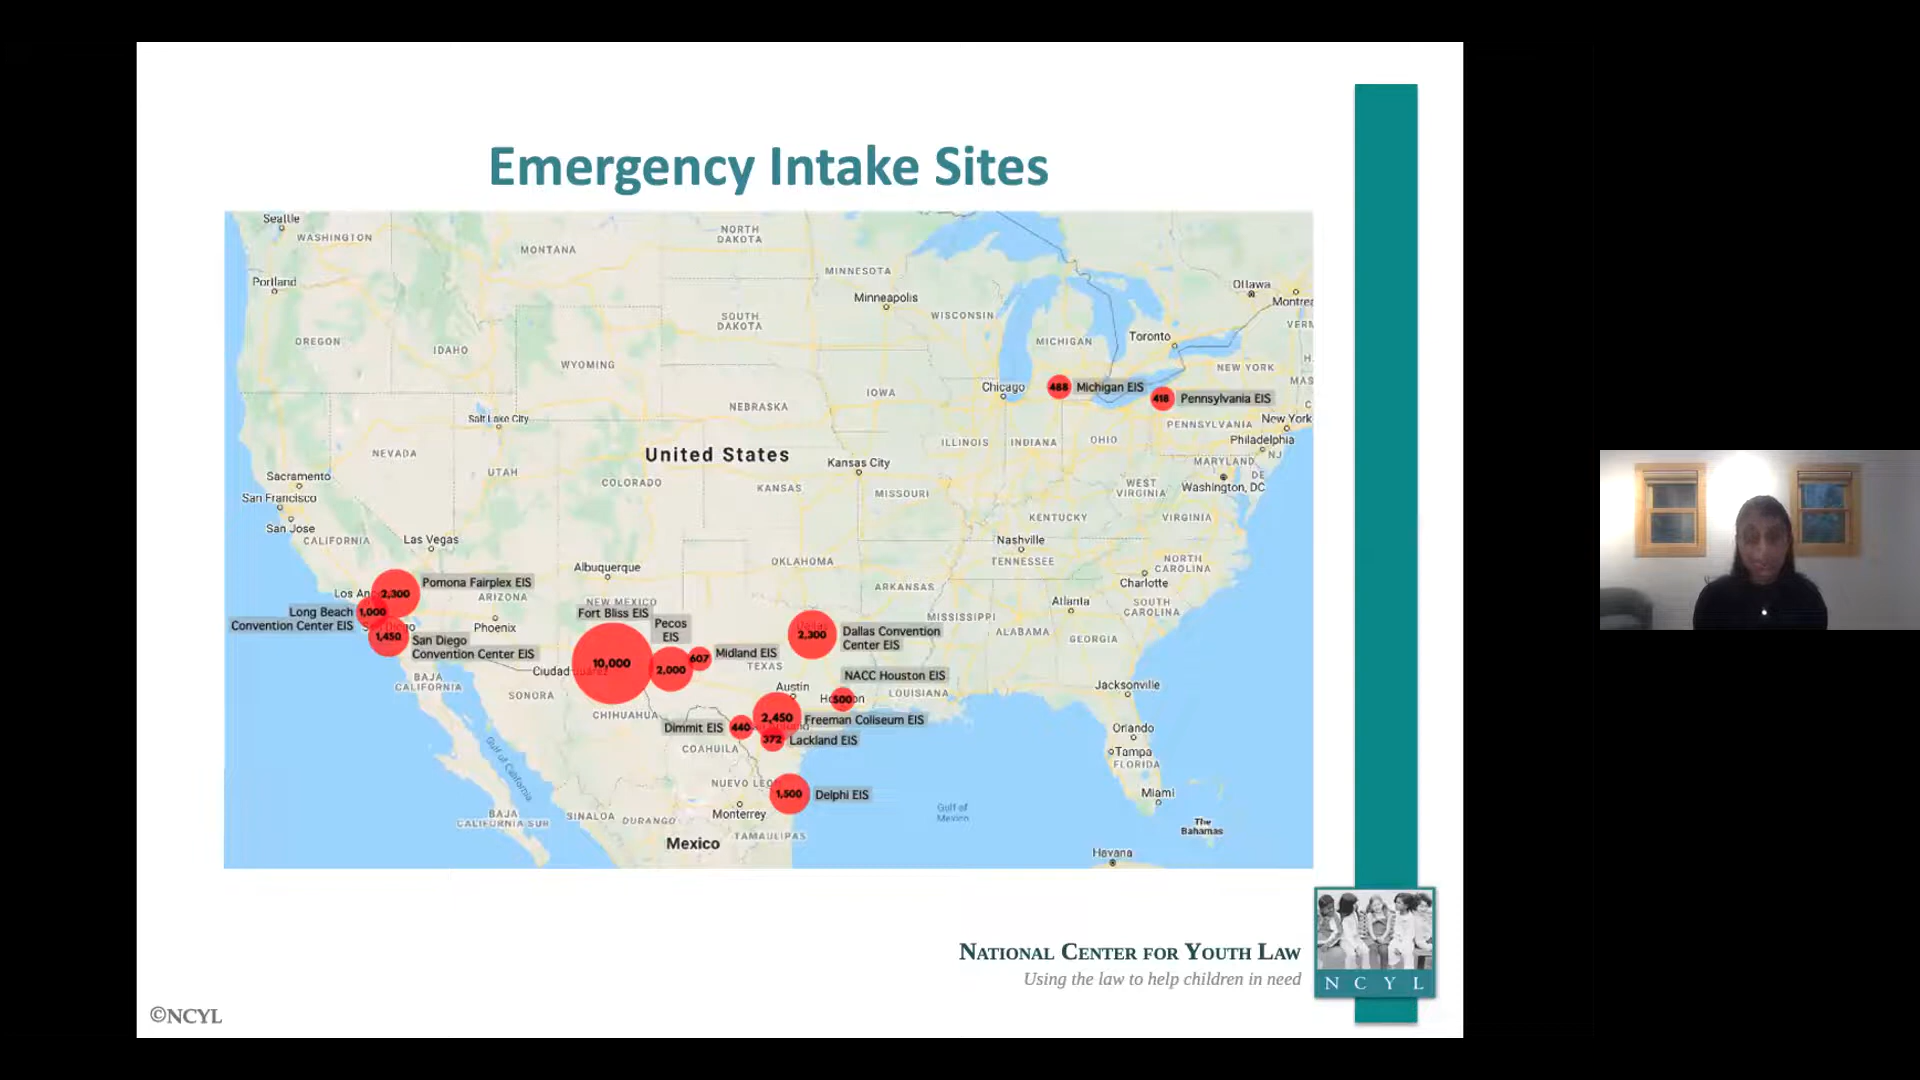 Emergency Intake Sites
Seattle
WASHINGTON
MONTANA
NORTH
DAKOTA
MINNESOTA
Portland
Ottawa
Minneapolis
WISCONSIN
SOUTH
DAKOTA
OREGON
IDAHO
MICHIGAN
Toronto
WYOMING
NEW YORK
Chicago
488
Michigan EIS
IOWA
418
Pennsylvania EIS
NEBRASKA
Salt Lake City
New York
PENNSYLVANIA
Philadelphia
ILLINOIS
INDIANA
OHIO
NEVADA
United States
Kansas City
MARYLAND
NJ
UTAH
DE
Sacramento
COLORADO
KANSAS
MISSOURI
WEST
VIRGINIA
Washington, DC
San Francisco
San Jose
KENTUCKY
VIRGINIA
CALIFORNIA
Las Vegas
Nashville
TENNESSEE
OKLAHOMA
NORTH
CAROLINA
Albuquerque
Charlotte
ARKANSAS
Pomona Fairplex EIS
2,300
Los An
ARIZONA
NEW MEXICO
Atlanta
SOUTH
CAROLINA
Long Beach
Convention Center EIS
1,000
Fort Bliss EIS
MISSISSIPPI
Phoenix
Pecos
EIS
2,300
Dallas Convention
Center EIS
ALABAMA
GEORGIA
1,450
San Diego
Convention Center EIS
10,000
2,000
607
Midland EIS
TEXAS
Ciudad Juárez
BAJA
CALIFORNIA
NACC Houston EIS
Austin
Jacksonville
SONORA
500
LOUISIANA
CHIHUAHUA
2,450
Freeman Coliseum EIS
Dimmit EIS
440
Orlando
372
Lackland EIS
COAHUILA
Tampa
FLORIDA
Gulf of California
NUEVO LEON
1,500
Delphi EIS
Miami
Monterrey
Gulf of
Mexico
BAJA
CALIFORNIA SUR
SINALOA
DURANGO
The
Bahamas
TAMAULIPAS
Mexico
Havana
NATIONAL CENTER FOR YOUTH LAW
Using the law to help children in need
N C Y L
©NCYL